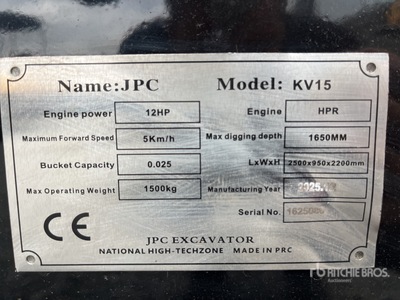 Name:JPC Model: KV15
Engine power 12HP Engine HPR
Maximum Forward Speed 5Km/h Max digging depth 1650MM
Bucket Capacity 0.025 LxWxH 2500x950x2200mm
Max Operating Weight 1500kg Manufacturing Year
Serial No.
CE
JPC EXCAVATOR
NATIONAL HIGH-TECHZONE MADE IN PRC
RITCHIE BROS.